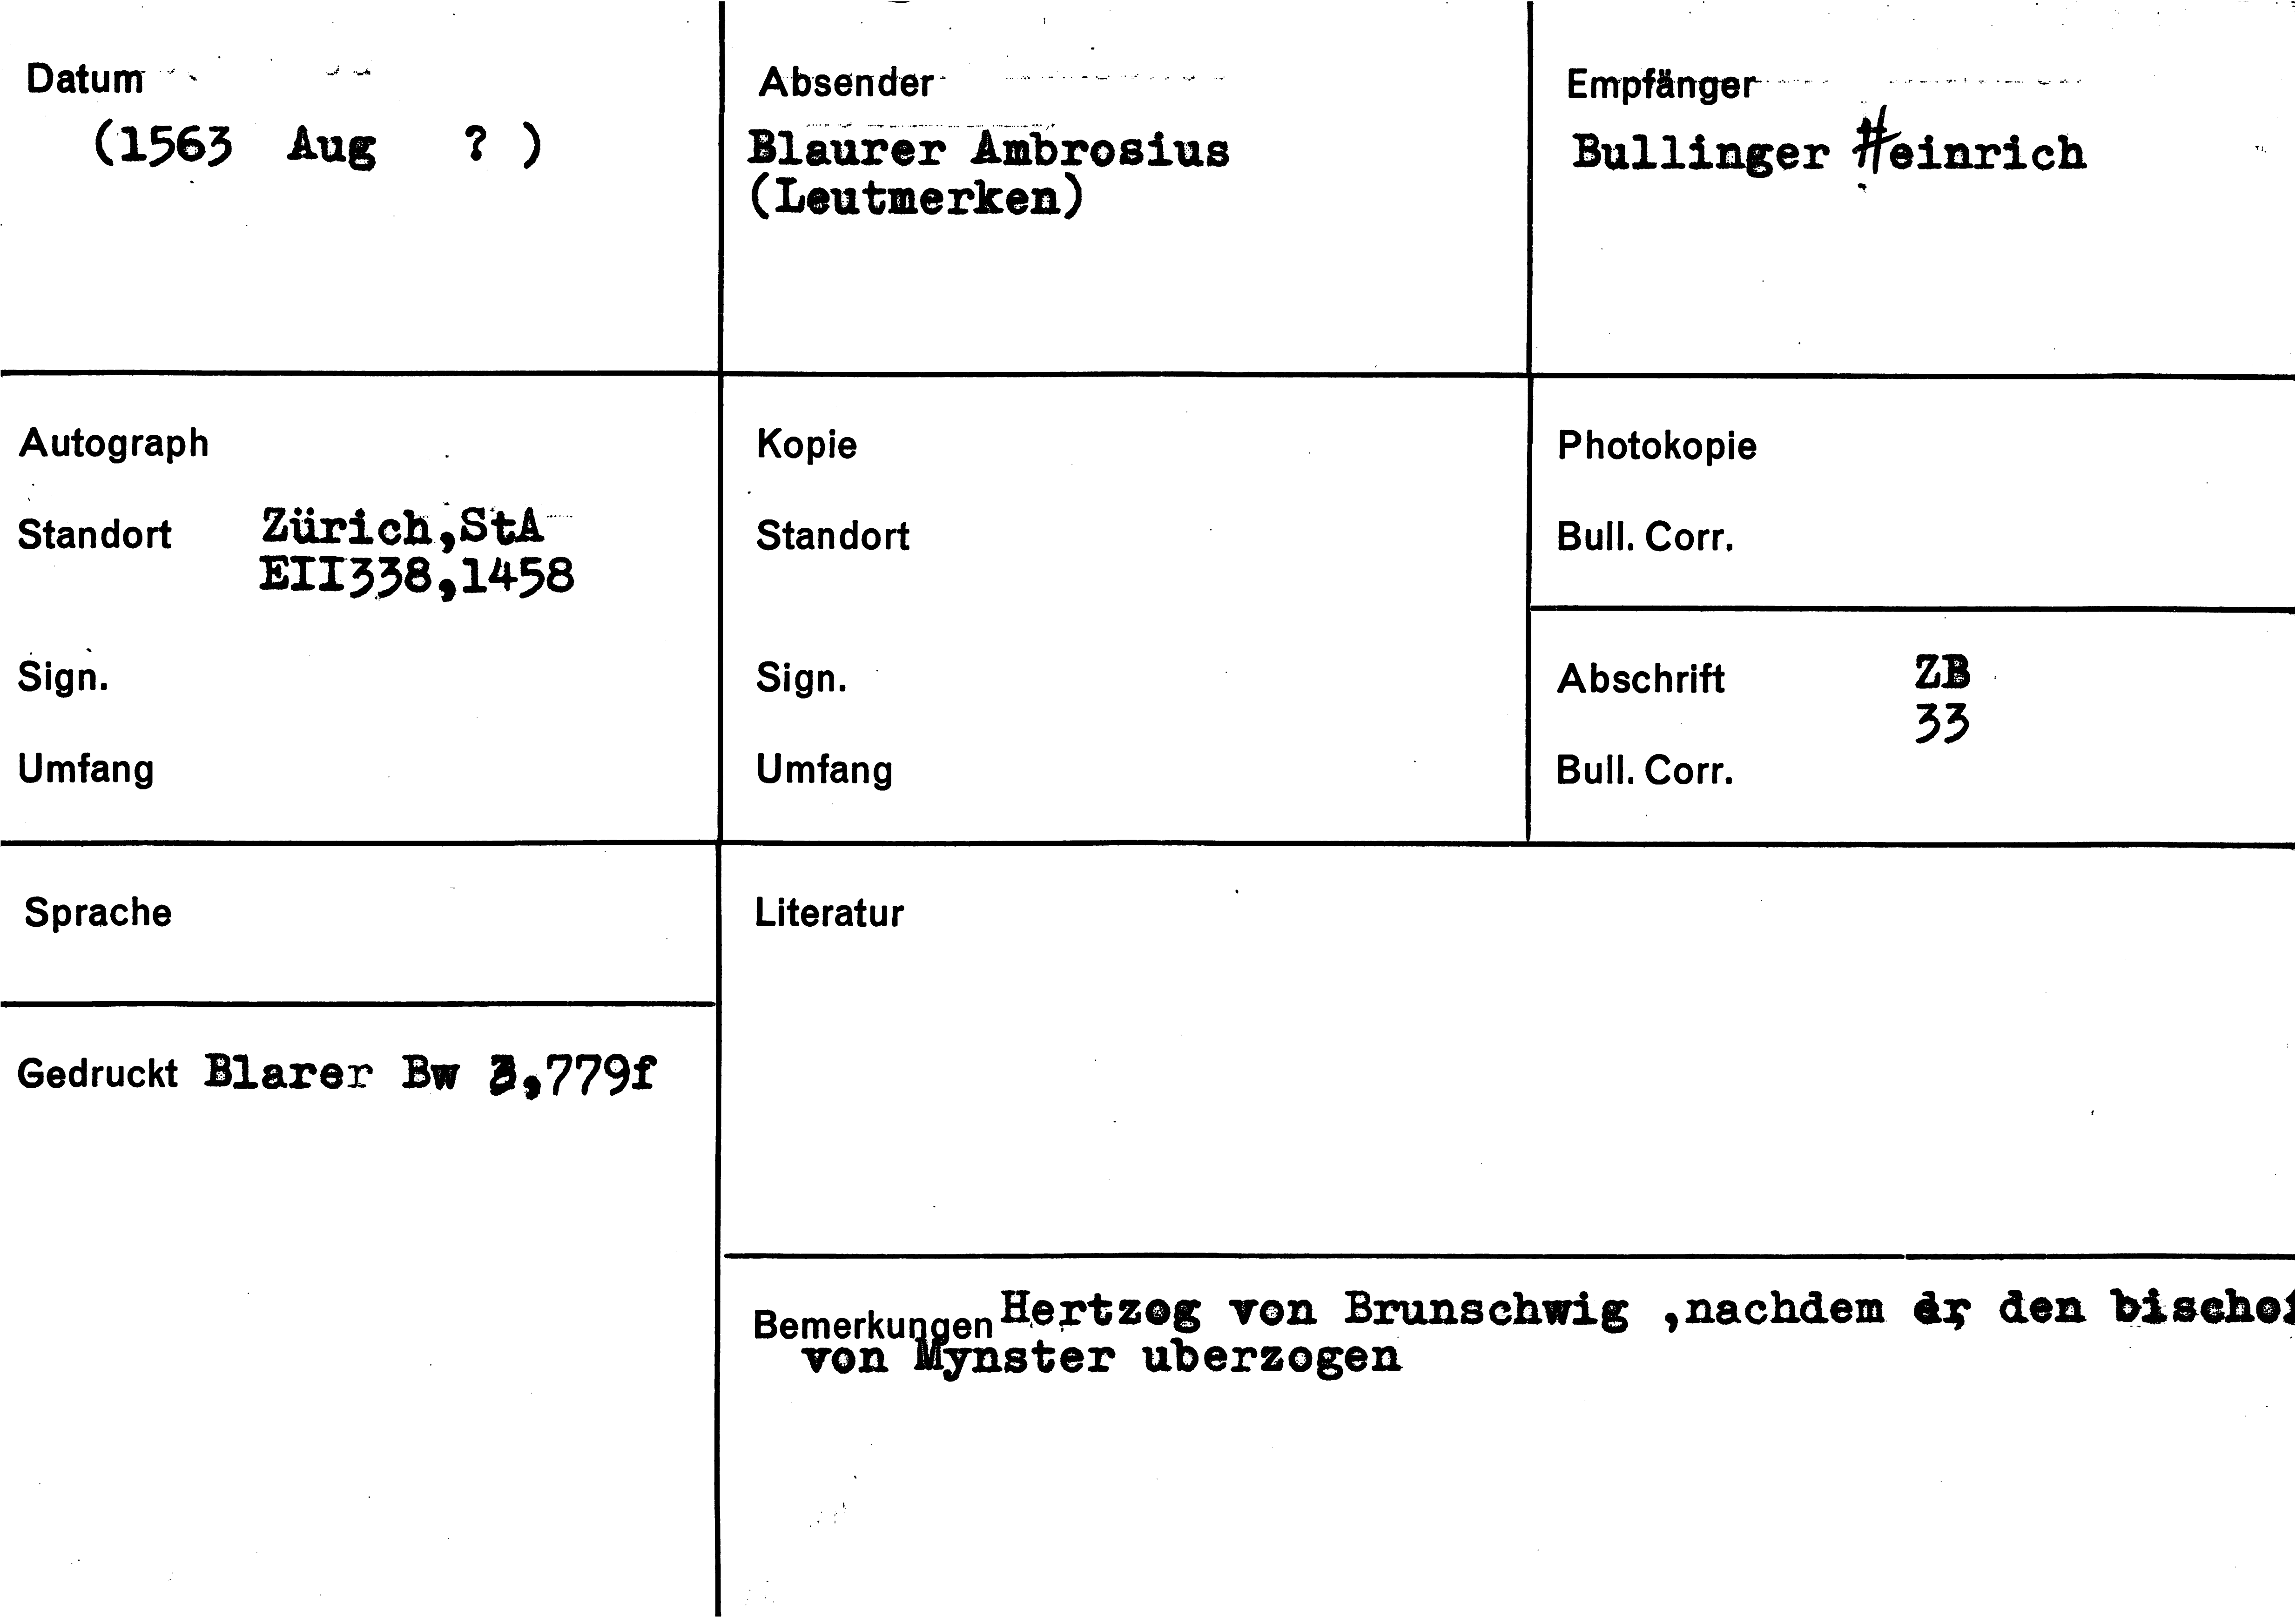 Datum
(1563 Aug ? )
Absender
Blaurer Ambrosius
(Leutmerken)
Empfänger
Bullinger Heinrich
Autograph
Standort Zürich,StA
EII338,1458
Sign.
Umfang
Kopie
Standort
Sign.
Umfang
Photokopie
Bull. Corr.
Abschrift ZB
33
Bull. Corr.
Sprache
Gedruckt Blarer Bw 3,779f
Literatur
Bemerkungen Hertzog von Brunschwig ,nachdem er den
von Mynster uberzogen